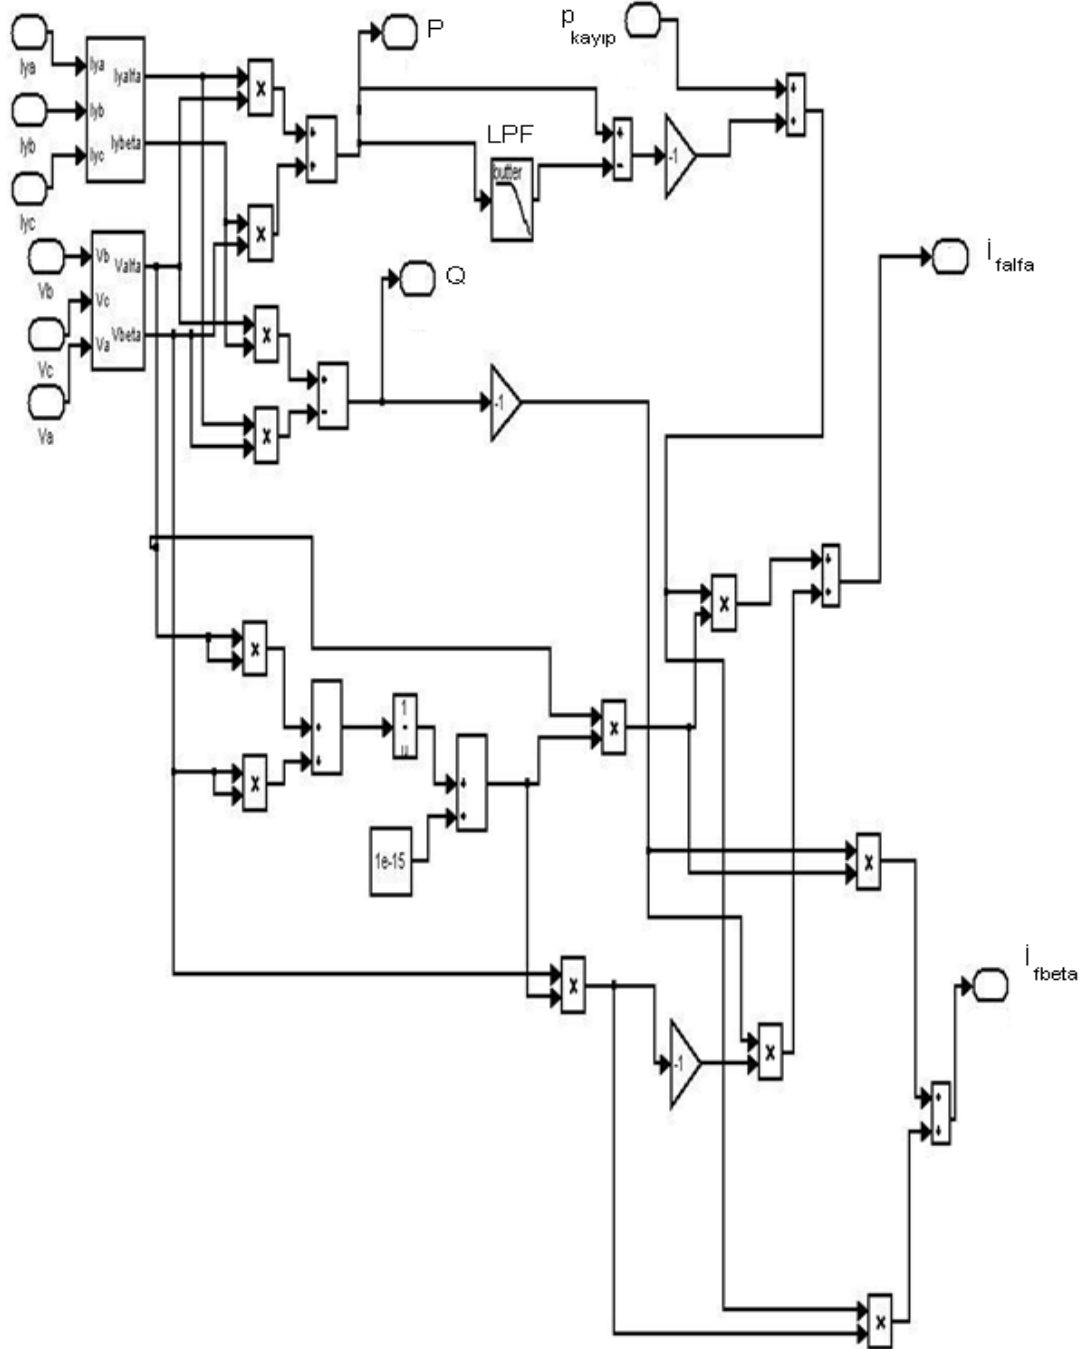 P
p
kayıp
Iya
Iya
Iyalfa
x
+
Iyb
Iyb
Iybeta
+
LPF
+
+
Iyc
+
-
-1
butter
Iyc
x
Vb
Valfa
İ
falfa
Vb
Q
Vc
x
Vbeta
Vc
Va
+
-
-1
Va
x
+
+
x
x
1
-
u
+
x
+
x
+
+
1e-15
x
x
İ
fbeta
x
-1
x
+
+
x